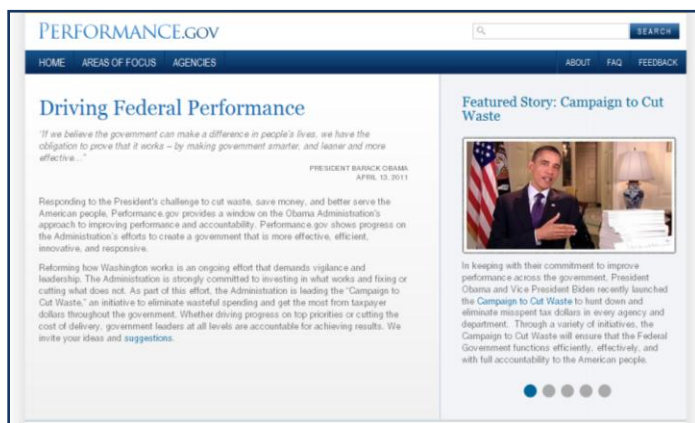 PERFORMANCE.GOV
SEARCH
HOME AREAS OF FOCUS AGENCIES
ABOUT FAQ FEEDBACK
Driving Federal Performance
"If we believe the government can make a difference in people's lives, we have the
obligation to prove that it works – by making government smarter, and leaner and more
effective..."
PRESIDENT BARACK OBAMA
APRIL 13, 2011
Responding to the President's challenge to cut waste, save money, and better serve the
American people, Performance.gov provides a window on the Obama Administration's
approach to improving performance and accountability. Performance.gov shows progress on
the Administration's efforts to create a government that is more effective, efficient,
innovative, and responsive.
Reforming how Washington works is an ongoing effort that demands vigilance and
leadership. The Administration is strongly committed to investing in what works and fixing or
cutting what does not. As part of this effort, the Administration is leading the "Campaign to
Cut Waste," an initiative to eliminate wasteful spending and get the most from taxpayer
dollars throughout the government. Whether driving progress on top priorities or cutting the
cost of delivery, government leaders at all levels are accountable for achieving results. We
invite your ideas and suggestions.
Featured Story: Campaign to Cut
Waste
In keeping with their commitment to improve
performance across the government, President
Obama and Vice President Biden recently launched
the Campaign to Cut Waste to hunt down and
eliminate misspent tax dollars in every agency and
department. Through a variety of initiatives, the
Campaign to Cut Waste will ensure that the Federal
Government functions efficiently, effectively, and
with full accountability to the American people.